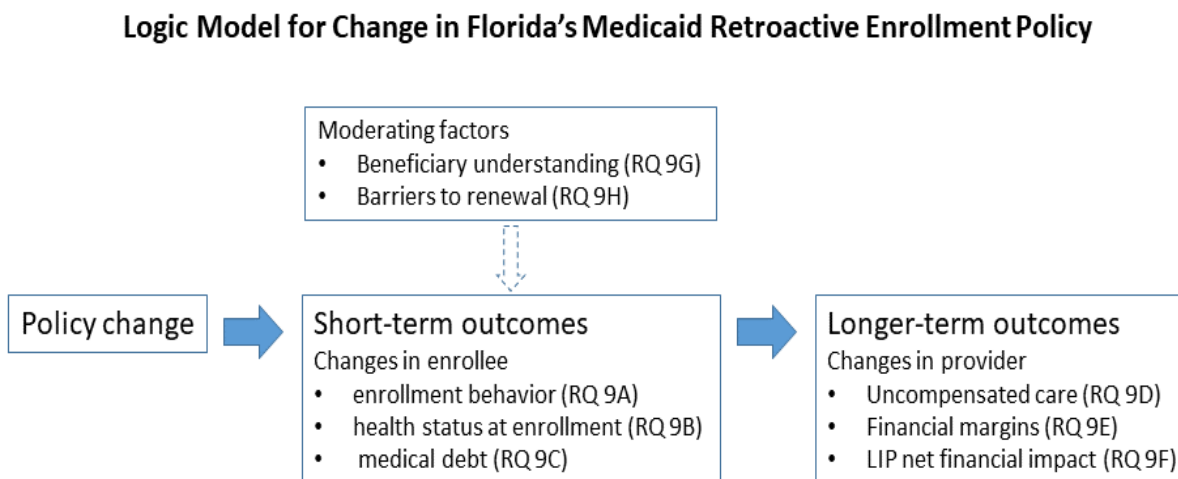 Logic Model for Change in Florida's Medicaid Retroactive Enrollment Policy
Moderating factors
• Beneficiary understanding (RQ 9G)
• Barriers to renewal (RQ 9H)
Policy change
Short-term outcomes
Changes in enrollee
• enrollment behavior (RQ 9A)
• health status at enrollment (RQ 9B)
• medical debt (RQ 9C)
Longer-term outcomes
Changes in provider
• Uncompensated care (RQ 9D)
• Financial margins (RQ 9E)
• LIP net financial impact (RQ 9F)